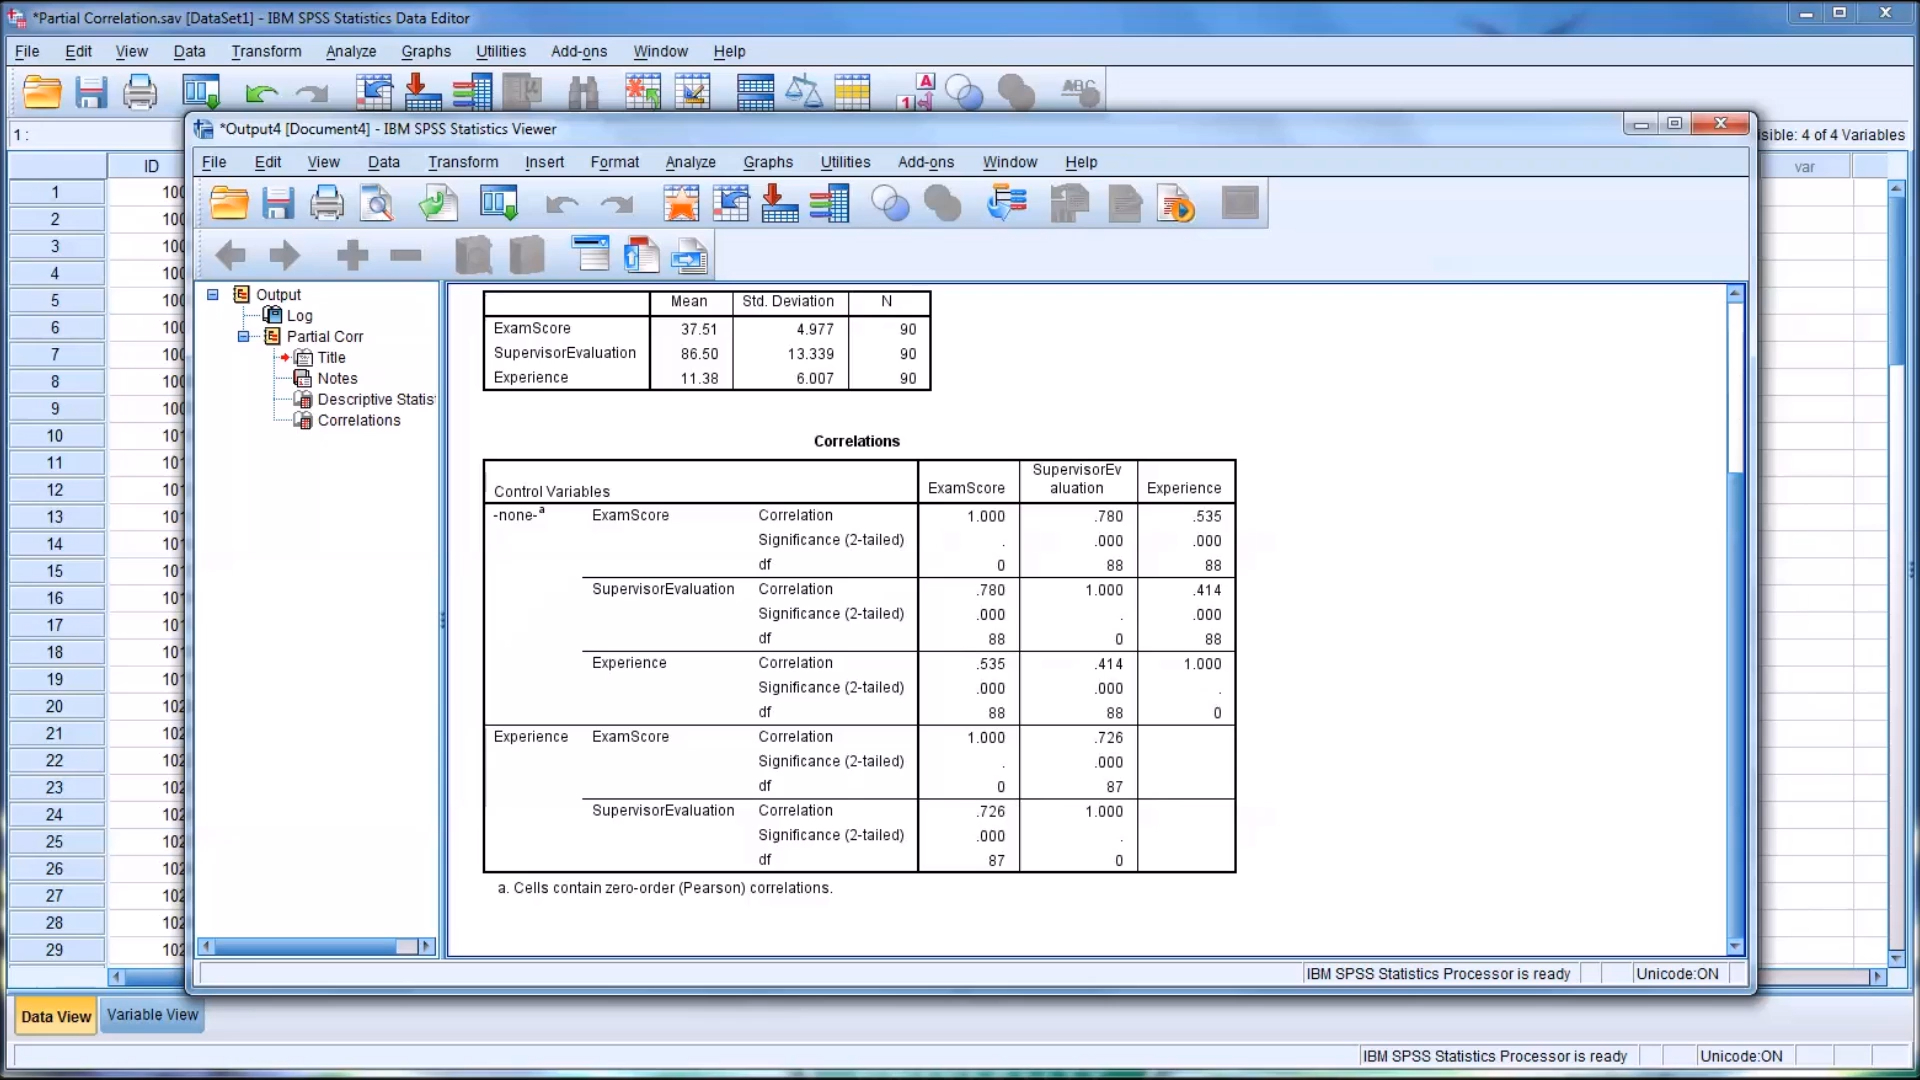 *Partial Correlation.sav [DataSet1] - IBM SPSS Statistics Data Editor
File Edit View Data Transform Analyze Graphs Utilities Add-ons Window Help
1 :
ID
var
1
2
3
4
5
6
7
8
9
10
11
12
13
14
15
16
17
18
19
20
21
22
23
24
25
26
27
28
29
*Output4 [Document4] - IBM SPSS Statistics Viewer
File Edit View Data Transform Insert Format Analyze Graphs Utilities Add-ons Window Help
Output
Log
Partial Corr
Title
Notes
Descriptive Statis
Correlations
Mean Std. Deviation N
ExamScore 37.51 4.977 90
SupervisorEvaluation 86.50 13.339 90
Experience 11.38 6.007 90
Correlations
Control Variables ExamScore SupervisorEv
aluation Experience
-none-a ExamScore Correlation 1.000 .780 .535
Significance (2-tailed) . .000 .000
df 0 88 88
SupervisorEvaluation Correlation .780 1.000 .414
Significance (2-tailed) .000 . .000
df 88 0 88
Experience Correlation .535 .414 1.000
Significance (2-tailed) .000 .000 .
df 88 88 0
Experience ExamScore Correlation 1.000 .726
Significance (2-tailed) . .000
df 0 87
SupervisorEvaluation Correlation .726 1.000
Significance (2-tailed) .000 .
df 87 0
a. Cells contain zero-order (Pearson) correlations.
IBM SPSS Statistics Processor is ready Unicode:ON
Data View Variable View
IBM SPSS Statistics Processor is ready Unicode:ON